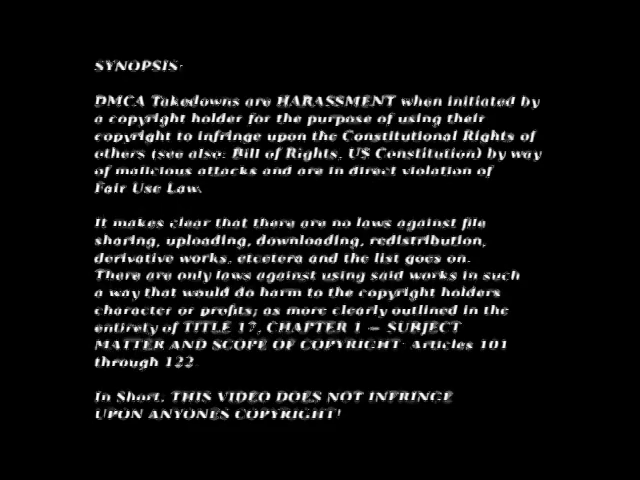 SYNOPSIS:
DMCA Takedowns are HARASSMENT when initiated by
a copyright holder for the purpose of using their
copyright to infringe upon the Constitutional Rights of
others (see also: Bill of Rights, US Constitution) by way
of malicious attacks and are in direct violation of
Fair Use Law.
It makes clear that there are no laws against file
sharing, uploading, downloading, redistribution,
derivative works, etcetera and the list goes on.
There are only laws against using said works in such
a way that would do harm to the copyright holders
character or profits; as more clearly outlined in the
entirety of TITLE 17, CHAPTER 1 - SUBJECT
MATTER AND SCOPE OF COPYRIGHT: Articles 101
through 122
In Short, THIS VIDEO DOES NOT INFRINGE
UPON ANYONES COPYRIGHT!